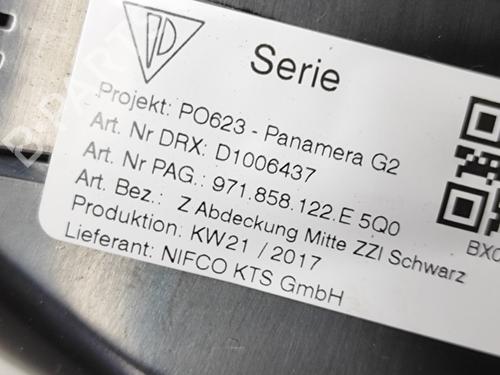 Serie
Projekt: PO623 - Panamera G2
Art. Nr DRX: D1006437
Art. Nr PAG.: 971.858.122.E 5Q0
Art. Bez.: Z Abdeckung Mitte ZZI Schwarz
Produktion: KW21 / 2017
Lieferant: NIFCO KTS GmbH